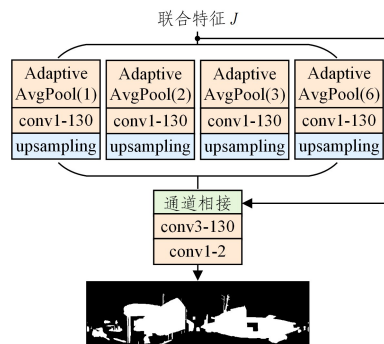 联合特征 J
Adaptive Adaptive Adaptive Adaptive
AvgPool(1) AvgPool(2) AvgPool(3) AvgPool(6)
conv1-130 conv1-130 conv1-130 conv1-130
upsampling upsampling upsampling upsampling
通道相接
conv3-130
conv1-2